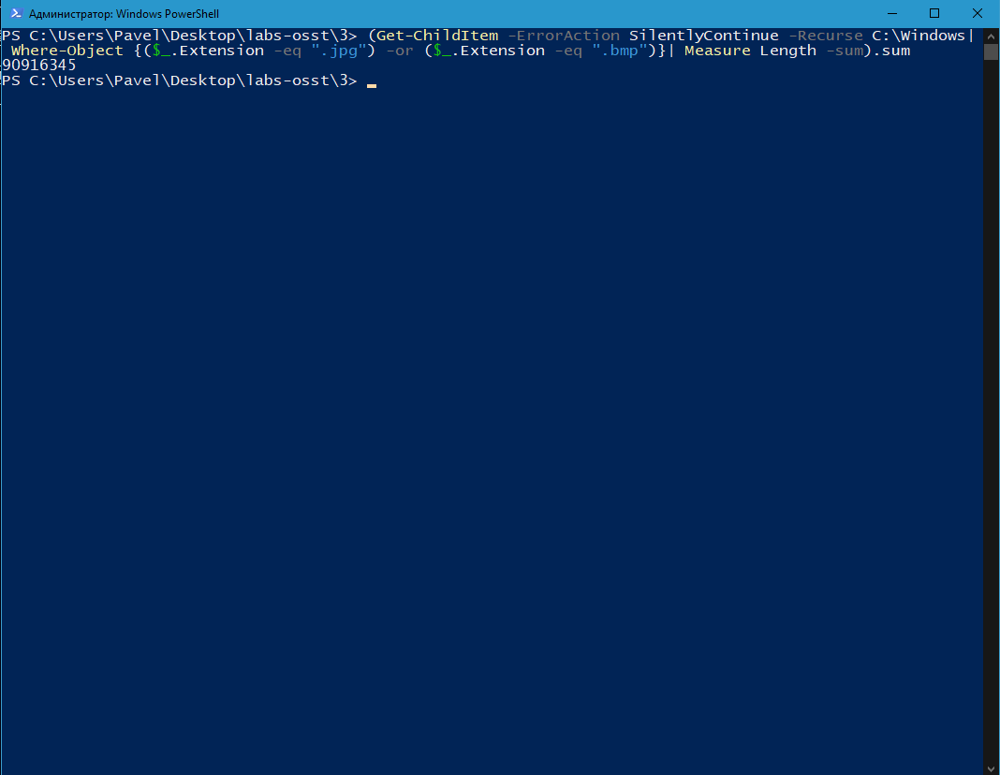 Администратор: Windows PowerShell
PS C:\Users\Pavel\Desktop\labs-osst\3> (Get-ChildItem -ErrorAction SilentlyContinue -Recurse C:\Windows|
 Where-Object {($_.Extension -eq ".jpg") -or ($_.Extension -eq ".bmp")}| Measure Length -sum).sum
90916345
PS C:\Users\Pavel\Desktop\labs-osst\3>